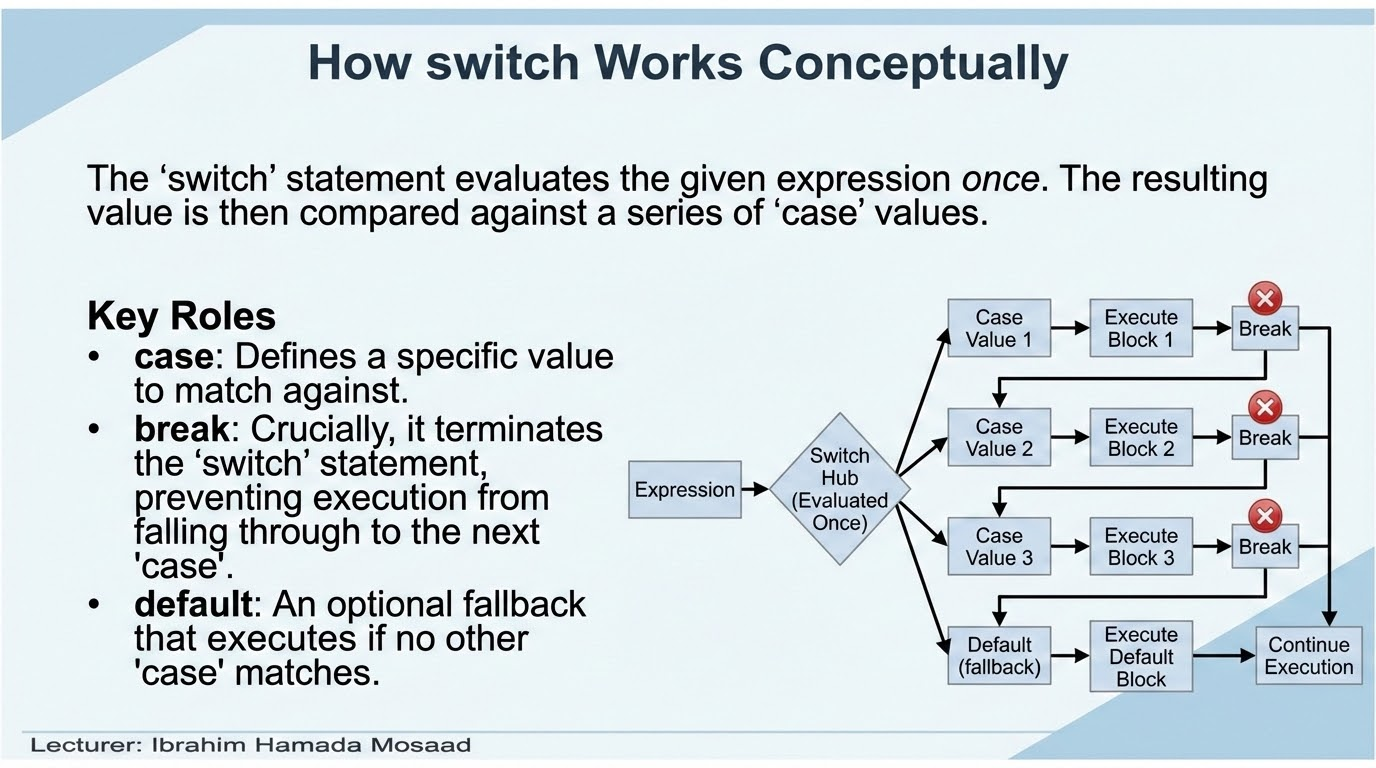 How switch Works Conceptually
The ‘switch’ statement evaluates the given expression once. The resulting
value is then compared against a series of ‘case’ values.
Key Roles
• case: Defines a specific value
to match against.
• break: Crucially, it terminates
the ‘switch’ statement,
preventing execution from
falling through to the next
'case'.
• default: An optional fallback
that executes if no other
'case' matches.
Expression
Switch
Hub
(Evaluated
Once)
Case
Value 1
Execute
Block 1
Break
Case
Value 2
Execute
Block 2
Break
Case
Value 3
Execute
Block 3
Break
Default
(fallback)
Execute
Default
Block
Continue
Execution
Lecturer: Ibrahim Hamada Mosaad